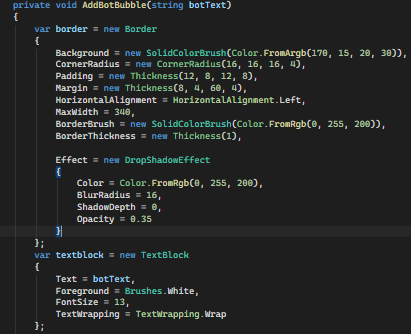 private void AddBotBubble(string botText)
{
    var border = new Border
    {
        Background = new SolidColorBrush(Color.FromArgb(170, 15, 20, 30)),
        CornerRadius = new CornerRadius(16, 16, 16, 4),
        Padding = new Thickness(12, 8, 12, 8),
        Margin = new Thickness(8, 4, 60, 4),
        HorizontalAlignment = HorizontalAlignment.Left,
        MaxWidth = 340,
        BorderBrush = new SolidColorBrush(Color.FromRgb(0, 255, 200)),
        BorderThickness = new Thickness(1),

        Effect = new DropShadowEffect
        {
            Color = Color.FromRgb(0, 255, 200),
            BlurRadius = 16,
            ShadowDepth = 0,
            Opacity = 0.35
        }
    };
    var textblock = new TextBlock
    {
        Text = botText,
        Foreground = Brushes.White,
        FontSize = 13,
        TextWrapping = TextWrapping.Wrap
    };